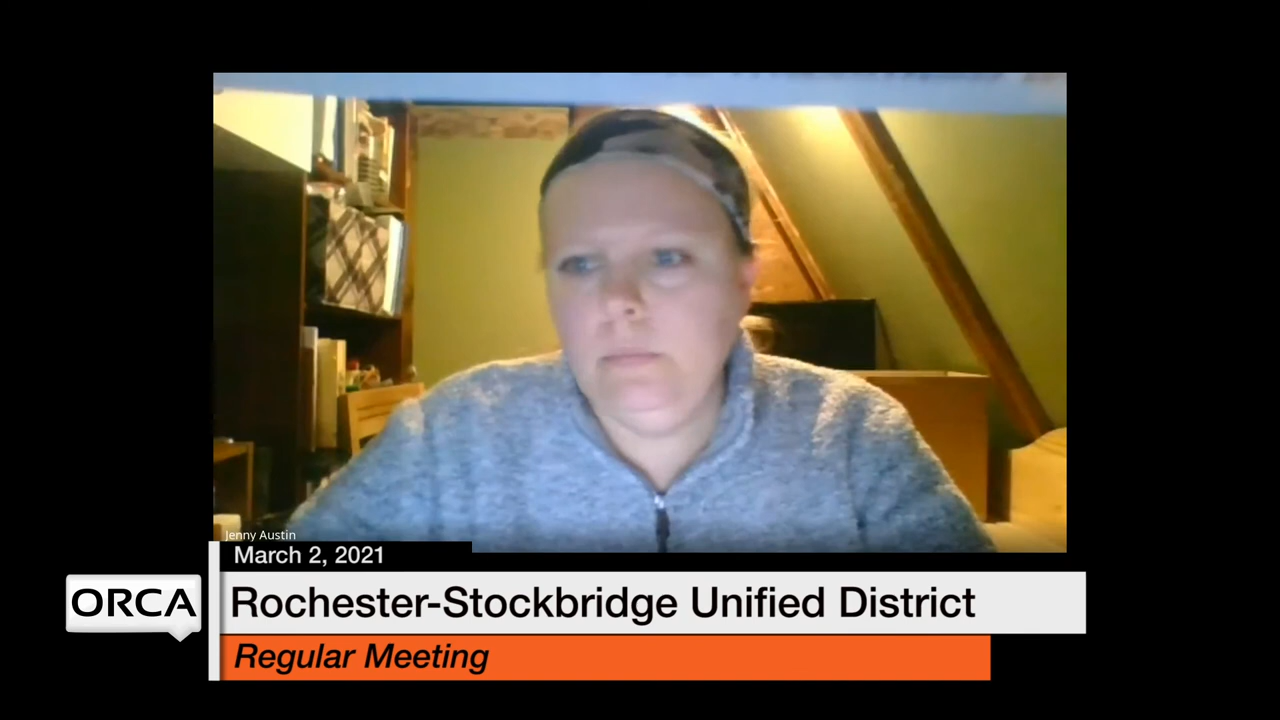 Jenny Austin
March 2, 2021
ORCA
Rochester-Stockbridge Unified District
Regular Meeting